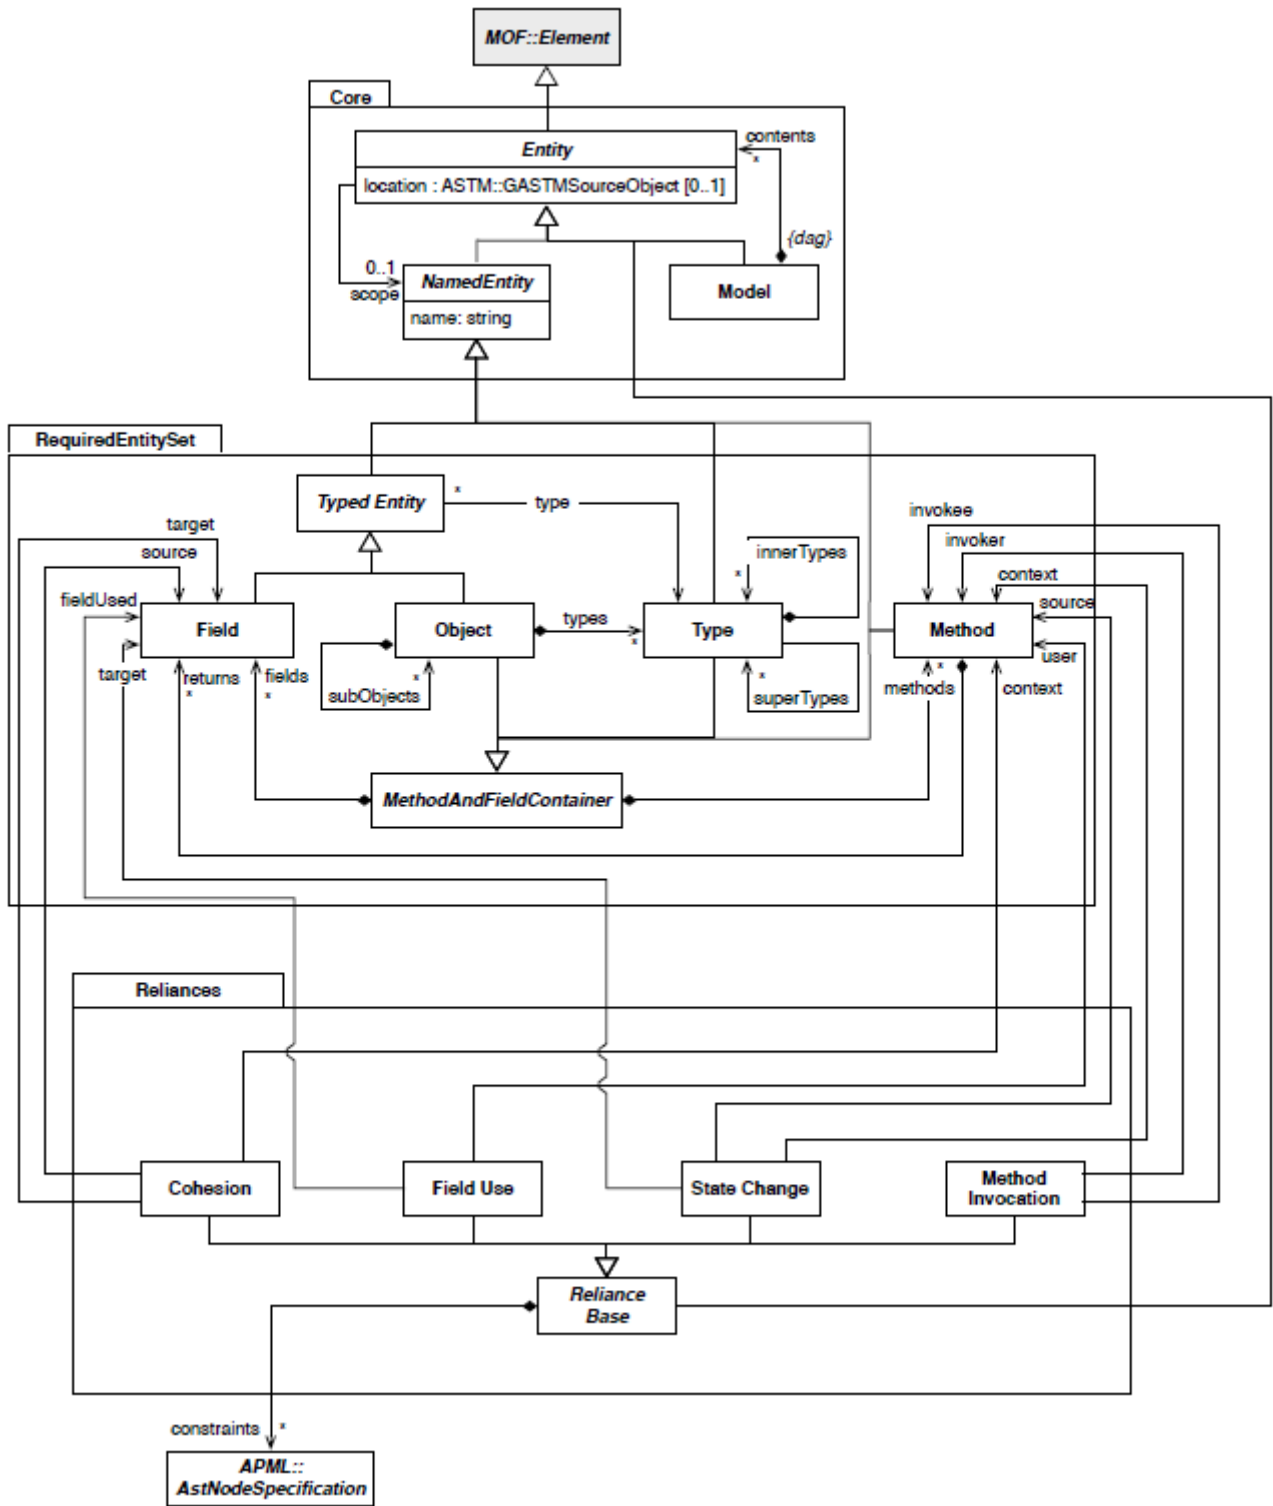 MOF::Element
Core
Entity
contents
*
location : ASTM::GASTMSourceObject [0..1]
{dag}
0..1
scope
NamedEntity
Model
name: string
RequiredEntitySet
Typed Entity
*
type
invokee
target
source
innerTypes
*
invoker
context
fieldUsed
source
Field
Object
types
*
Type
Method
target
returns
*
fields
*
subObjects
*
*
superTypes
methods
*
user
context
MethodAndFieldContainer
Reliances
Cohesion
Field Use
State Change
Method
Invocation
Reliance
Base
constraints
*
APML::
AstNodeSpecification